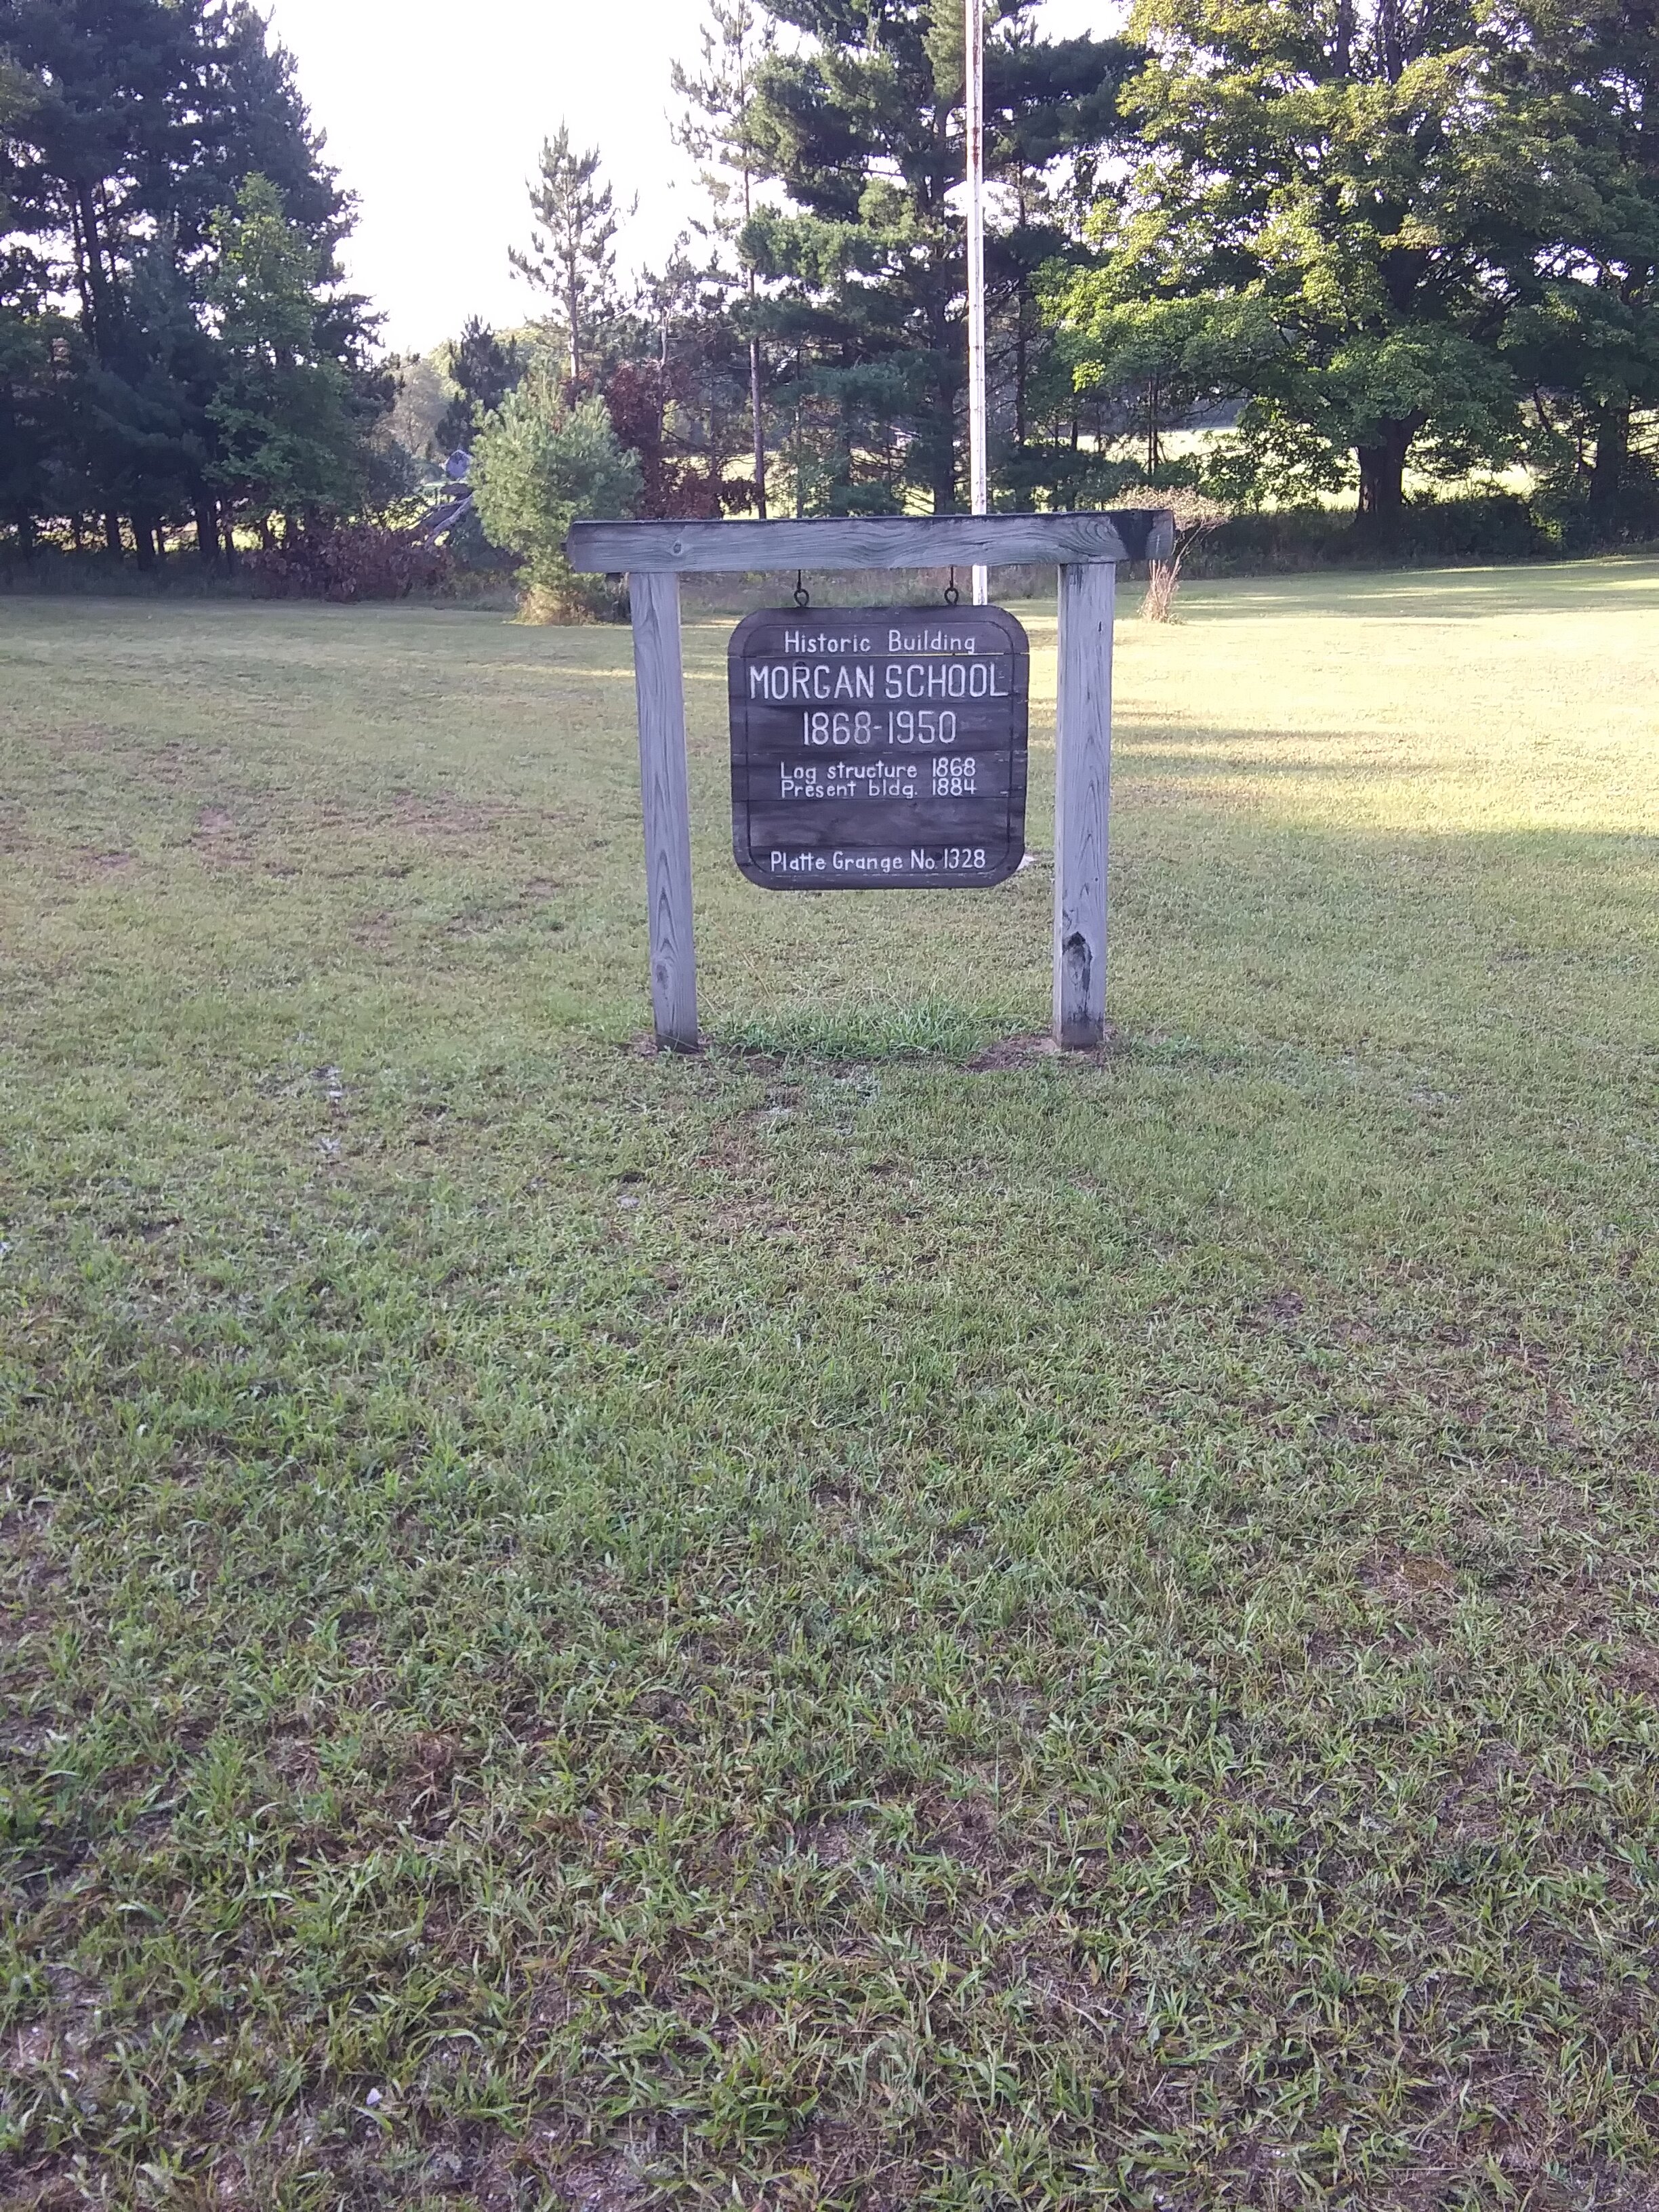 Historic Building
MORGAN SCHOOL
1868-1950
Log structure 1868
Present bldg. 1884
Platte Grange No. 1328